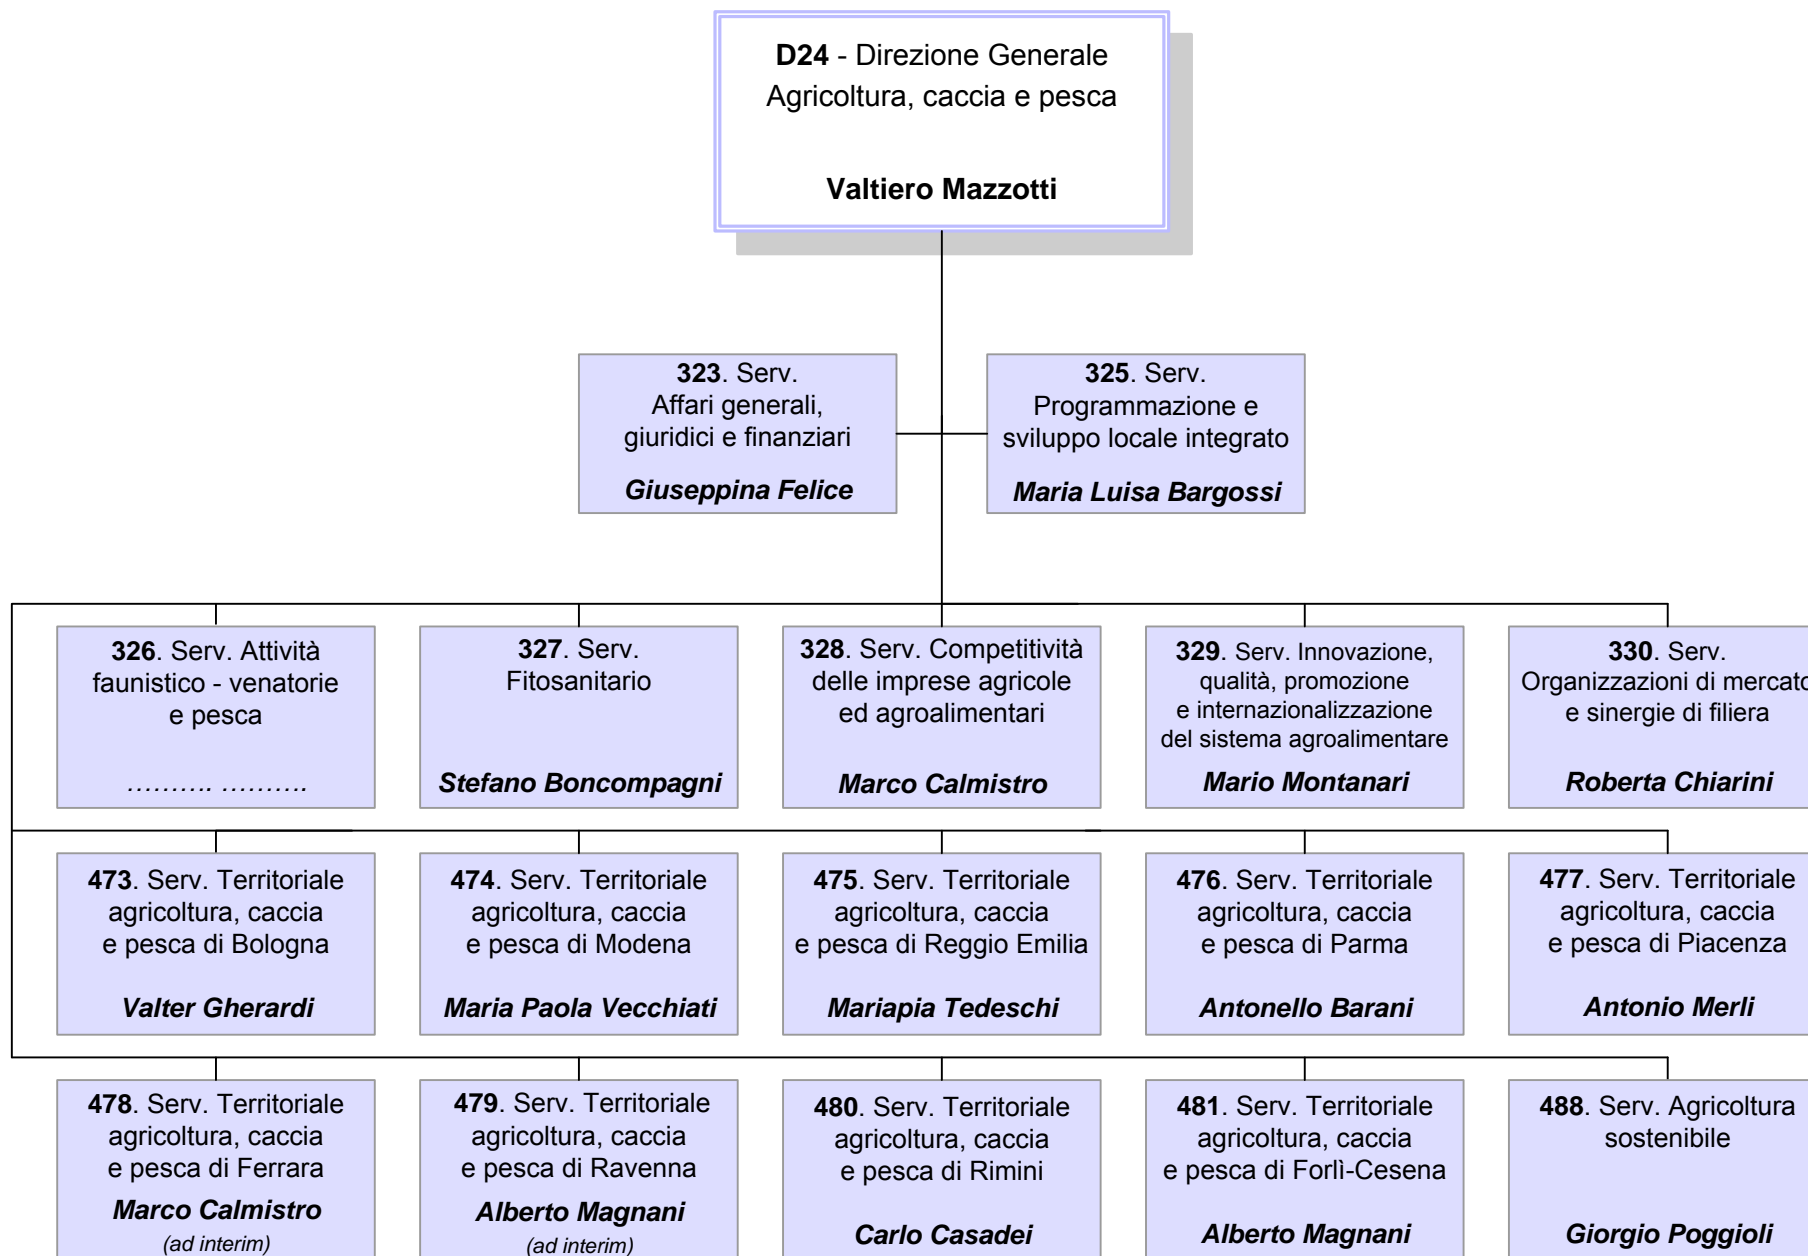 D24 - Direzione Generale
Agricoltura, caccia e pesca
Valtiero Mazzotti
323. Serv.
Affari generali,
giuridici e finanziari
Giuseppina Felice
325. Serv.
Programmazione e
sviluppo locale integrato
Maria Luisa Bargossi
326. Serv. Attività
faunistico - venatorie
e pesca
.......... ..........
327. Serv.
Fitosanitario
Stefano Boncompagni
328. Serv. Competitività
delle imprese agricole
ed agroalimentari
Marco Calmistro
329. Serv. Innovazione,
qualità, promozione
e internazionalizzazione
del sistema agroalimentare
Mario Montanari
330. Serv.
Organizzazioni di mercato
e sinergie di filiera
Roberta Chiarini
473. Serv. Territoriale
agricoltura, caccia
e pesca di Bologna
Valter Gherardi
474. Serv. Territoriale
agricoltura, caccia
e pesca di Modena
Maria Paola Vecchiati
475. Serv. Territoriale
agricoltura, caccia
e pesca di Reggio Emilia
Mariapia Tedeschi
476. Serv. Territoriale
agricoltura, caccia
e pesca di Parma
Antonello Barani
477. Serv. Territoriale
agricoltura, caccia
e pesca di Piacenza
Antonio Merli
478. Serv. Territoriale
agricoltura, caccia
e pesca di Ferrara
Marco Calmistro
(ad interim)
479. Serv. Territoriale
agricoltura, caccia
e pesca di Ravenna
Alberto Magnani
(ad interim)
480. Serv. Territoriale
agricoltura, caccia
e pesca di Rimini
Carlo Casadei
481. Serv. Territoriale
agricoltura, caccia
e pesca di Forlì-Cesena
Alberto Magnani
488. Serv. Agricoltura
sostenibile
Giorgio Poggioli